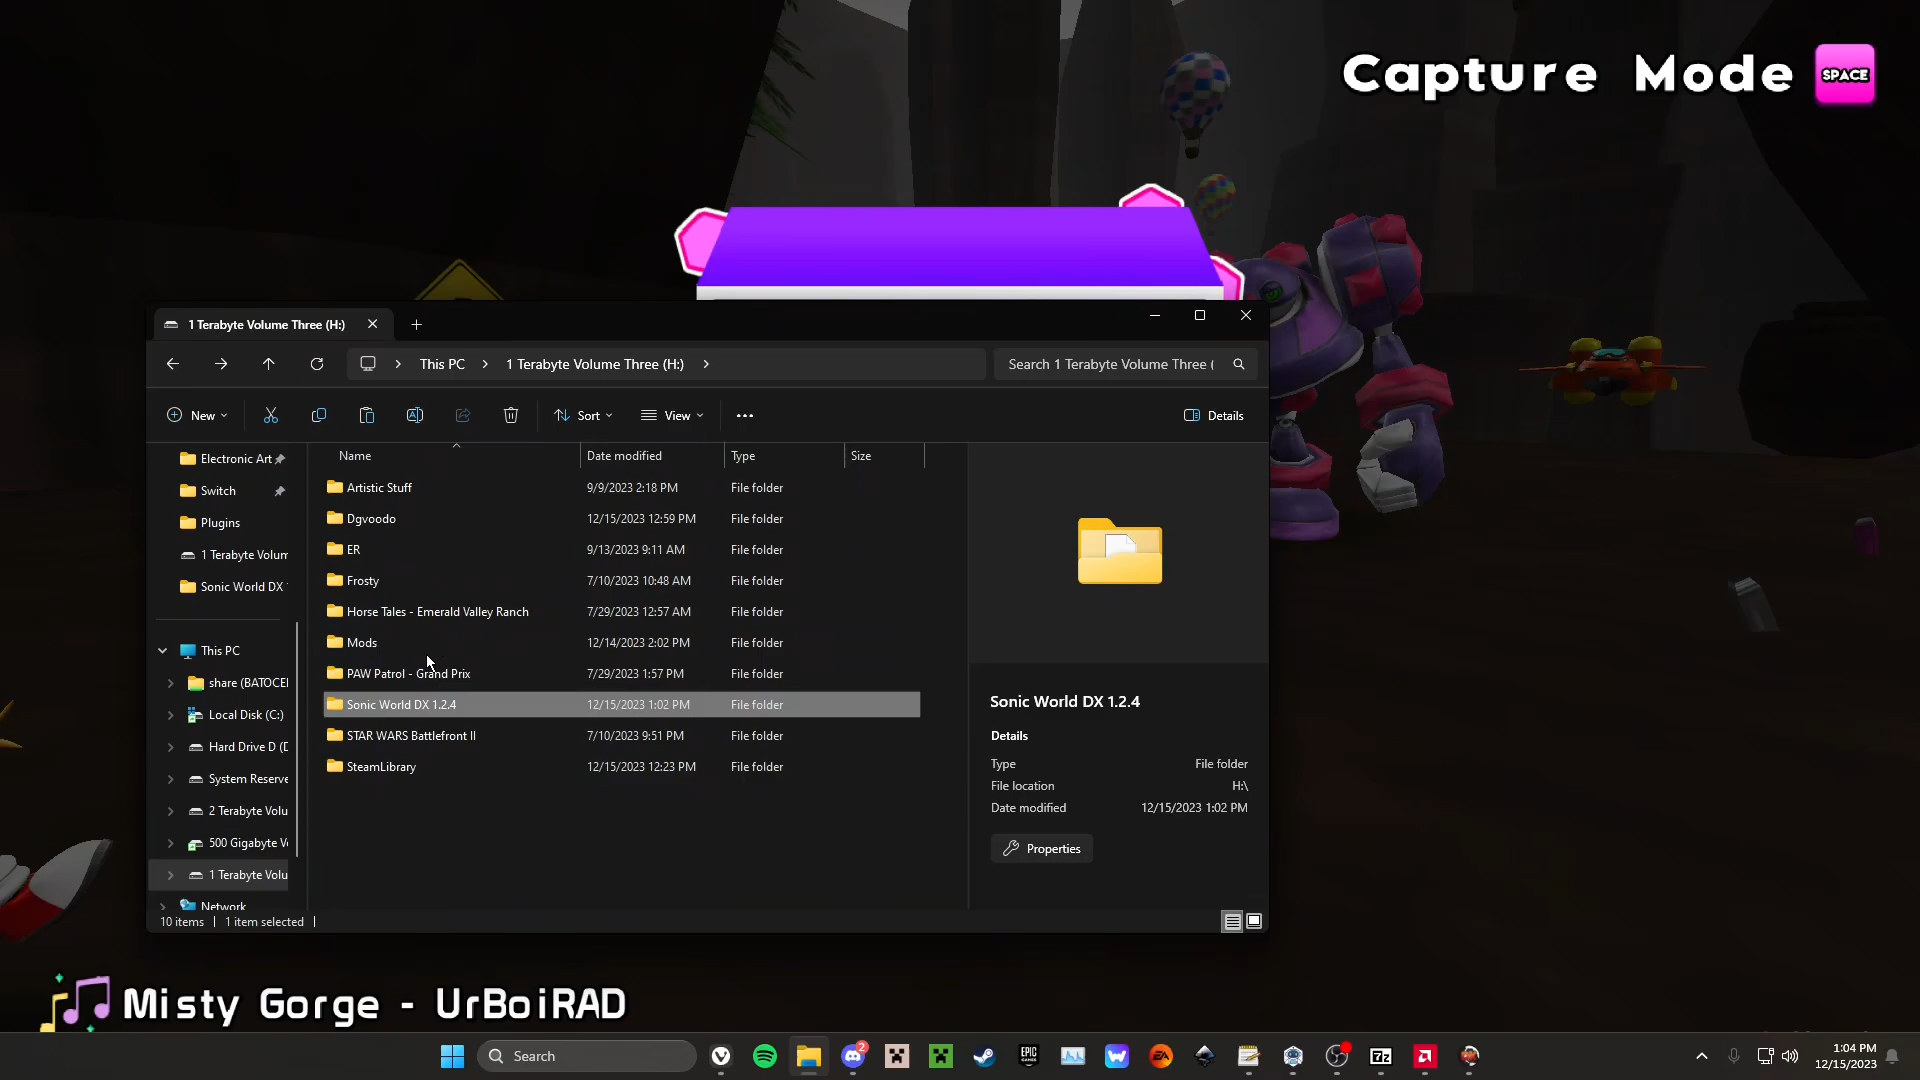 Capture Mode SPACE
1 Terabyte Volume Three (H:)
This PC
1 Terabyte Volume Three (H:)
Search 1 Terabyte Volume Three (
New
Sort
View
Details
Name
Date modified
Type
Size
Electronic Art
Switch
Plugins
1 Terabyte Volum
Sonic World DX
This PC
share (BATOCE
Local Disk (C:)
Hard Drive D (D
System Reserve
2 Terabyte Volu
500 Gigabyte V
1 Terabyte Volu
Network
Artistic Stuff 9/9/2023 2:18 PM File folder
Dgvoodo 12/15/2023 12:59 PM File folder
ER 9/13/2023 9:11 AM File folder
Frosty 7/10/2023 10:48 AM File folder
Horse Tales - Emerald Valley Ranch 7/29/2023 12:57 AM File folder
Mods 12/14/2023 2:02 PM File folder
PAW Patrol - Grand Prix 7/29/2023 1:57 PM File folder
Sonic World DX 1.2.4 12/15/2023 1:02 PM File folder
STAR WARS Battlefront II 7/10/2023 9:51 PM File folder
SteamLibrary 12/15/2023 12:23 PM File folder
Sonic World DX 1.2.4
Details
Type File folder
File location H:\
Date modified 12/15/2023 1:02 PM
Properties
10 items
1 item selected
Misty Gorge - UrBoiRAD
Search
2
EPIC GAMES
EA
7z
1:04 PM
12/15/2023